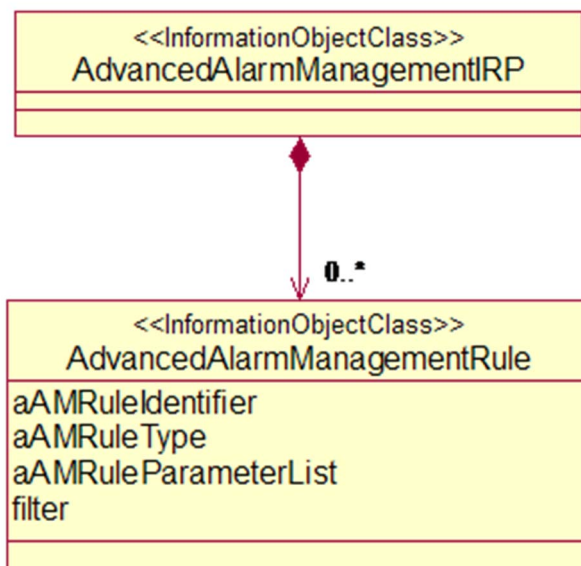 <<InformationObjectClass>>
AdvancedAlarmManagementIRP
0..*
<<InformationObjectClass>>
AdvancedAlarmManagementRule
aAMRuleIdentifier
aAMRuleType
aAMRuleParameterList
filter